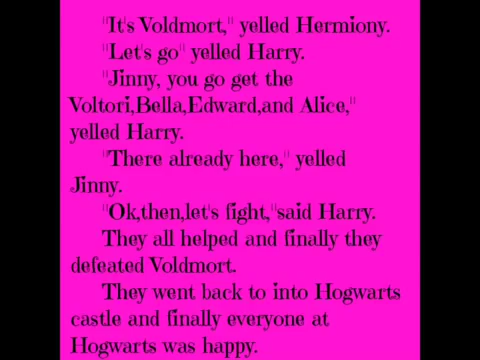 "It's Voldmort," yelled Hermiony.
"Let's go" yelled Harry.
"Jinny, you go get the
Voltori,Bella,Edward,and Alice,"
yelled Harry.
"There already here," yelled
Jinny.
"Ok,then,let's fight,"said Harry.
They all helped and finally they
defeated Voldmort.
They went back to into Hogwarts
castle and finally everyone at
Hogwarts was happy.